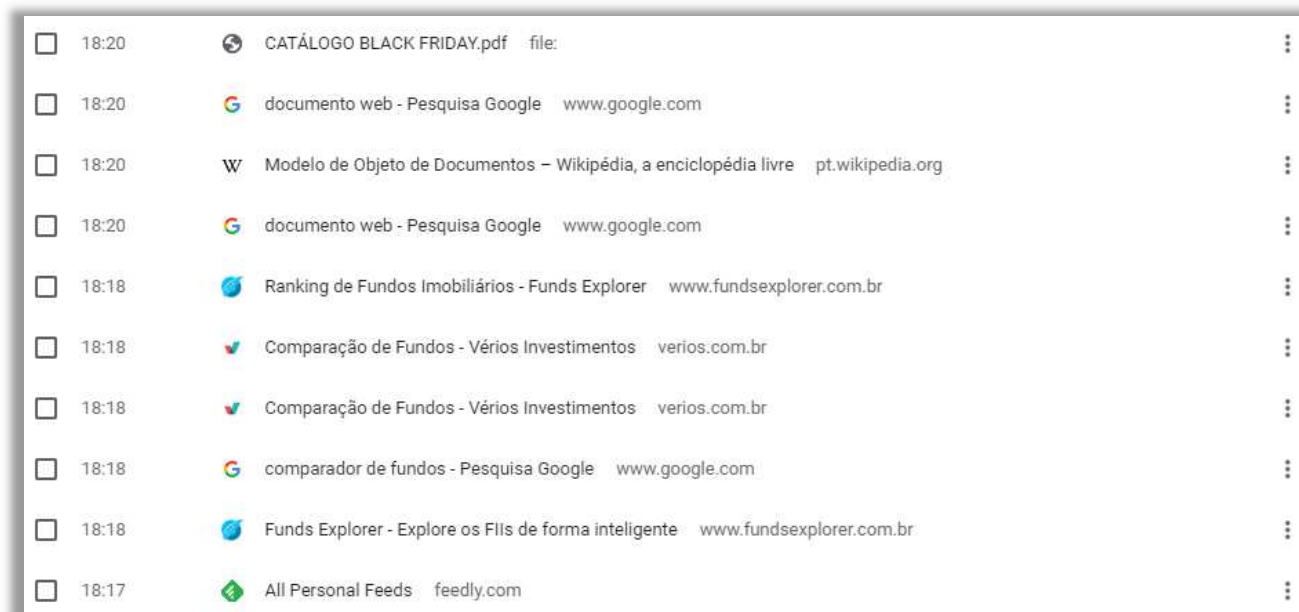 18:20 CATÁLOGO BLACK FRIDAY.pdf file:
18:20 documento web - Pesquisa Google www.google.com
18:20 W Modelo de Objeto de Documentos – Wikipédia, a enciclopédia livre pt.wikipedia.org
18:20 documento web - Pesquisa Google www.google.com
18:18 Ranking de Fundos Imobiliários - Funds Explorer www.fundsexplorer.com.br
18:18 Comparação de Fundos - Vérios Investimentos verios.com.br
18:18 Comparação de Fundos - Vérios Investimentos verios.com.br
18:18 comparador de fundos - Pesquisa Google www.google.com
18:18 Funds Explorer - Explore os FIIs de forma inteligente www.fundsexplorer.com.br
18:17 All Personal Feeds feedly.com